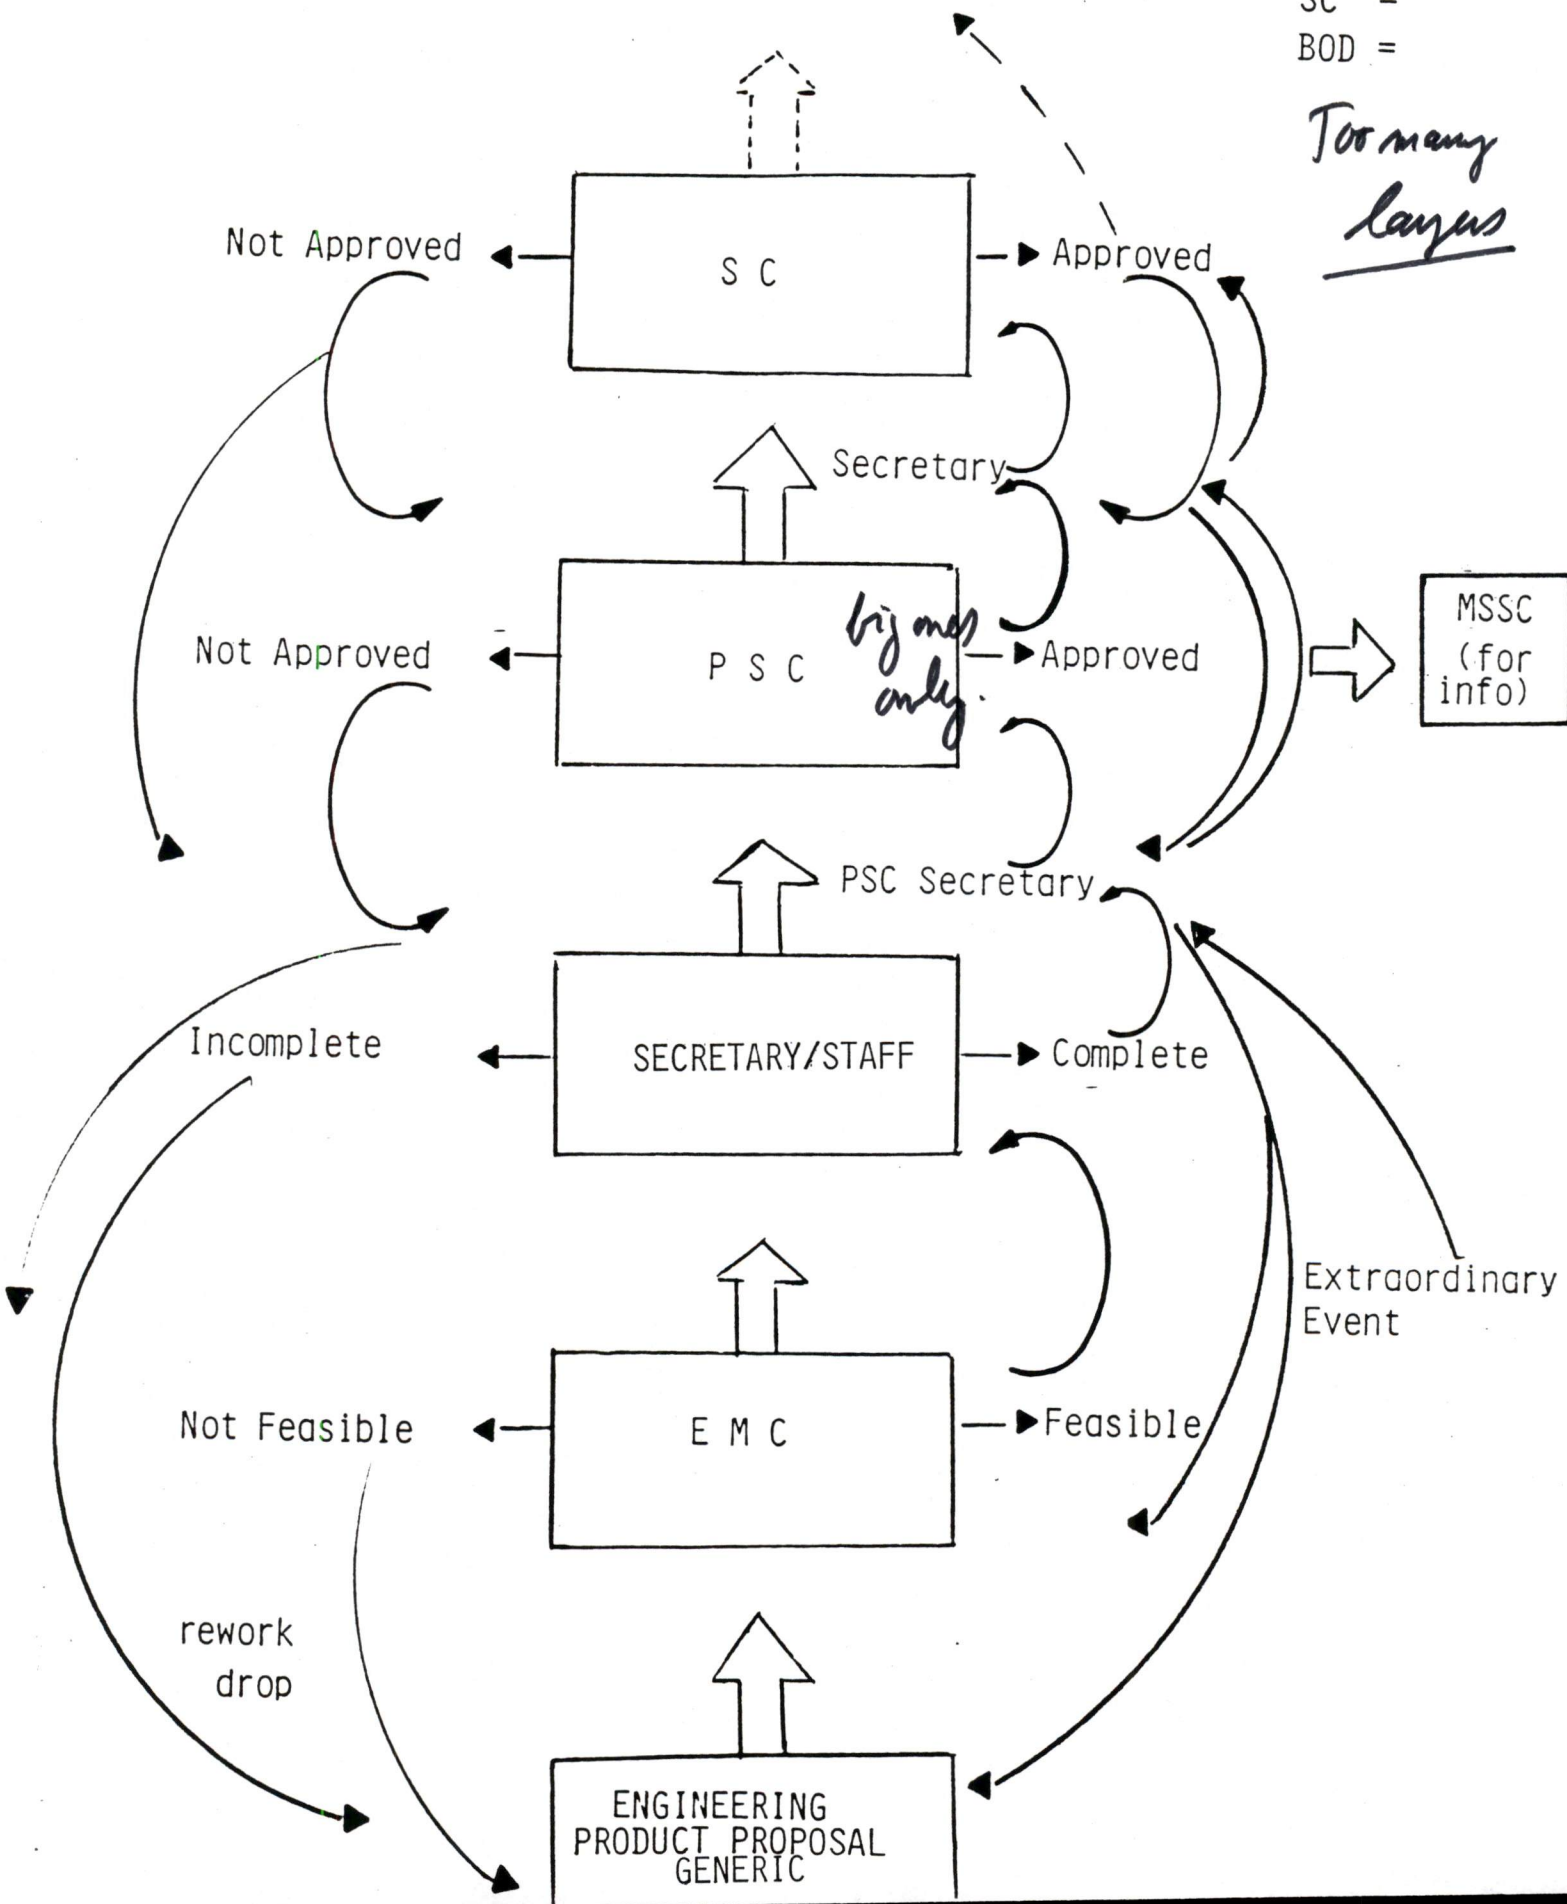 SC =
BOD =
Too many
layers
Not Approved
S C
Approved
Secretary
Not Approved
P S C
big ones
only.
Approved
MSSC
(for
info)
PSC Secretary
Incomplete
SECRETARY/STAFF
Complete
Extraordinary
Event
Not Feasible
E M C
Feasible
rework
drop
ENGINEERING
PRODUCT PROPOSAL
GENERIC